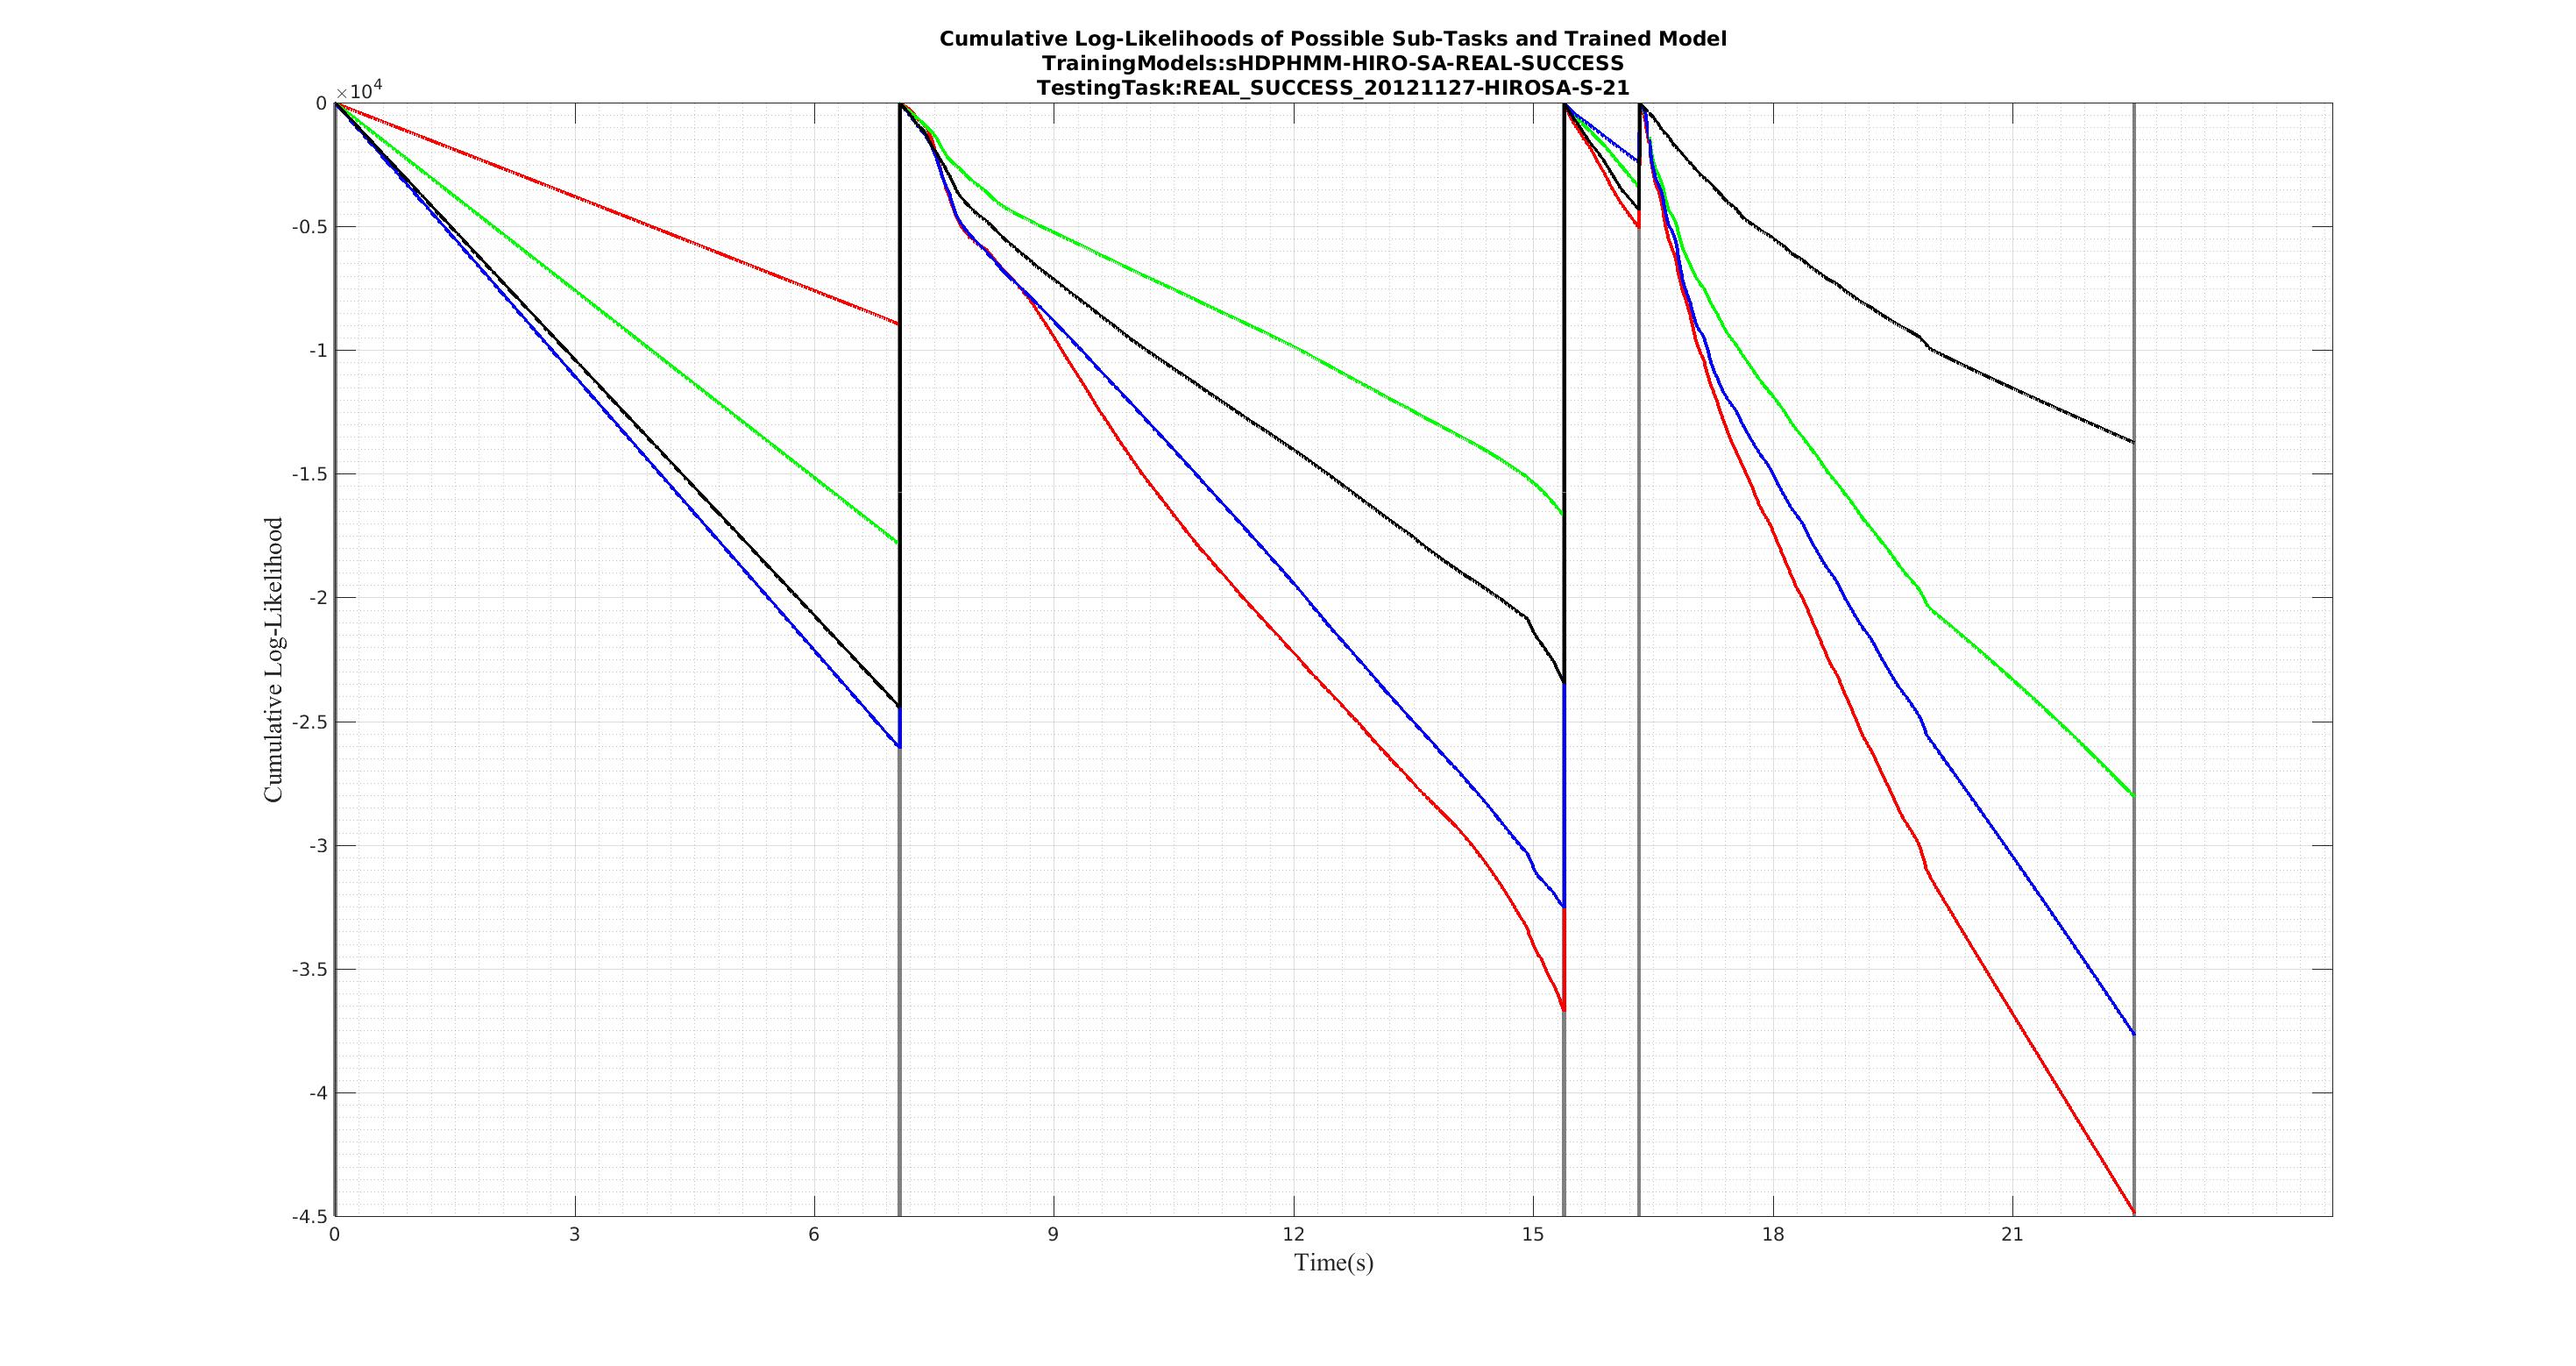 Cumulative Log-Likelihoods of Possible Sub-Tasks and Trained Model
TrainingModels:sHDPHMM-HIRO-SA-REAL-SUCCESS
TestingTask:REAL_SUCCESS_20121127-HIROSA-S-21
×10^4
0
-0.5
-1
-1.5
-2
-2.5
-3
-3.5
-4
-4.5
Cumulative Log-Likelihood
0 3 6 9 12 15 18 21
Time(s)